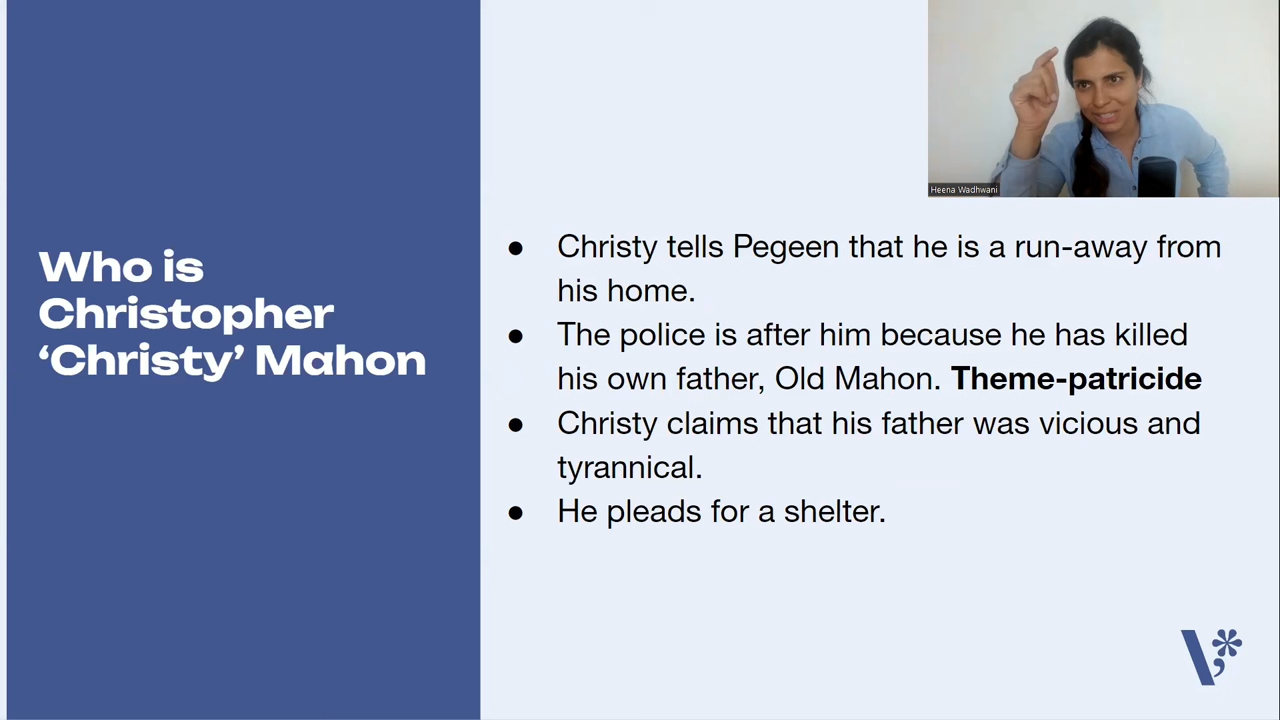 Heena Wadhwani
Who is
Christopher
‘Christy’ Mahon
● Christy tells Pegeen that he is a run-away from
his home.
● The police is after him because he has killed
his own father, Old Mahon. Theme-patricide
● Christy claims that his father was vicious and
tyrannical.
● He pleads for a shelter.